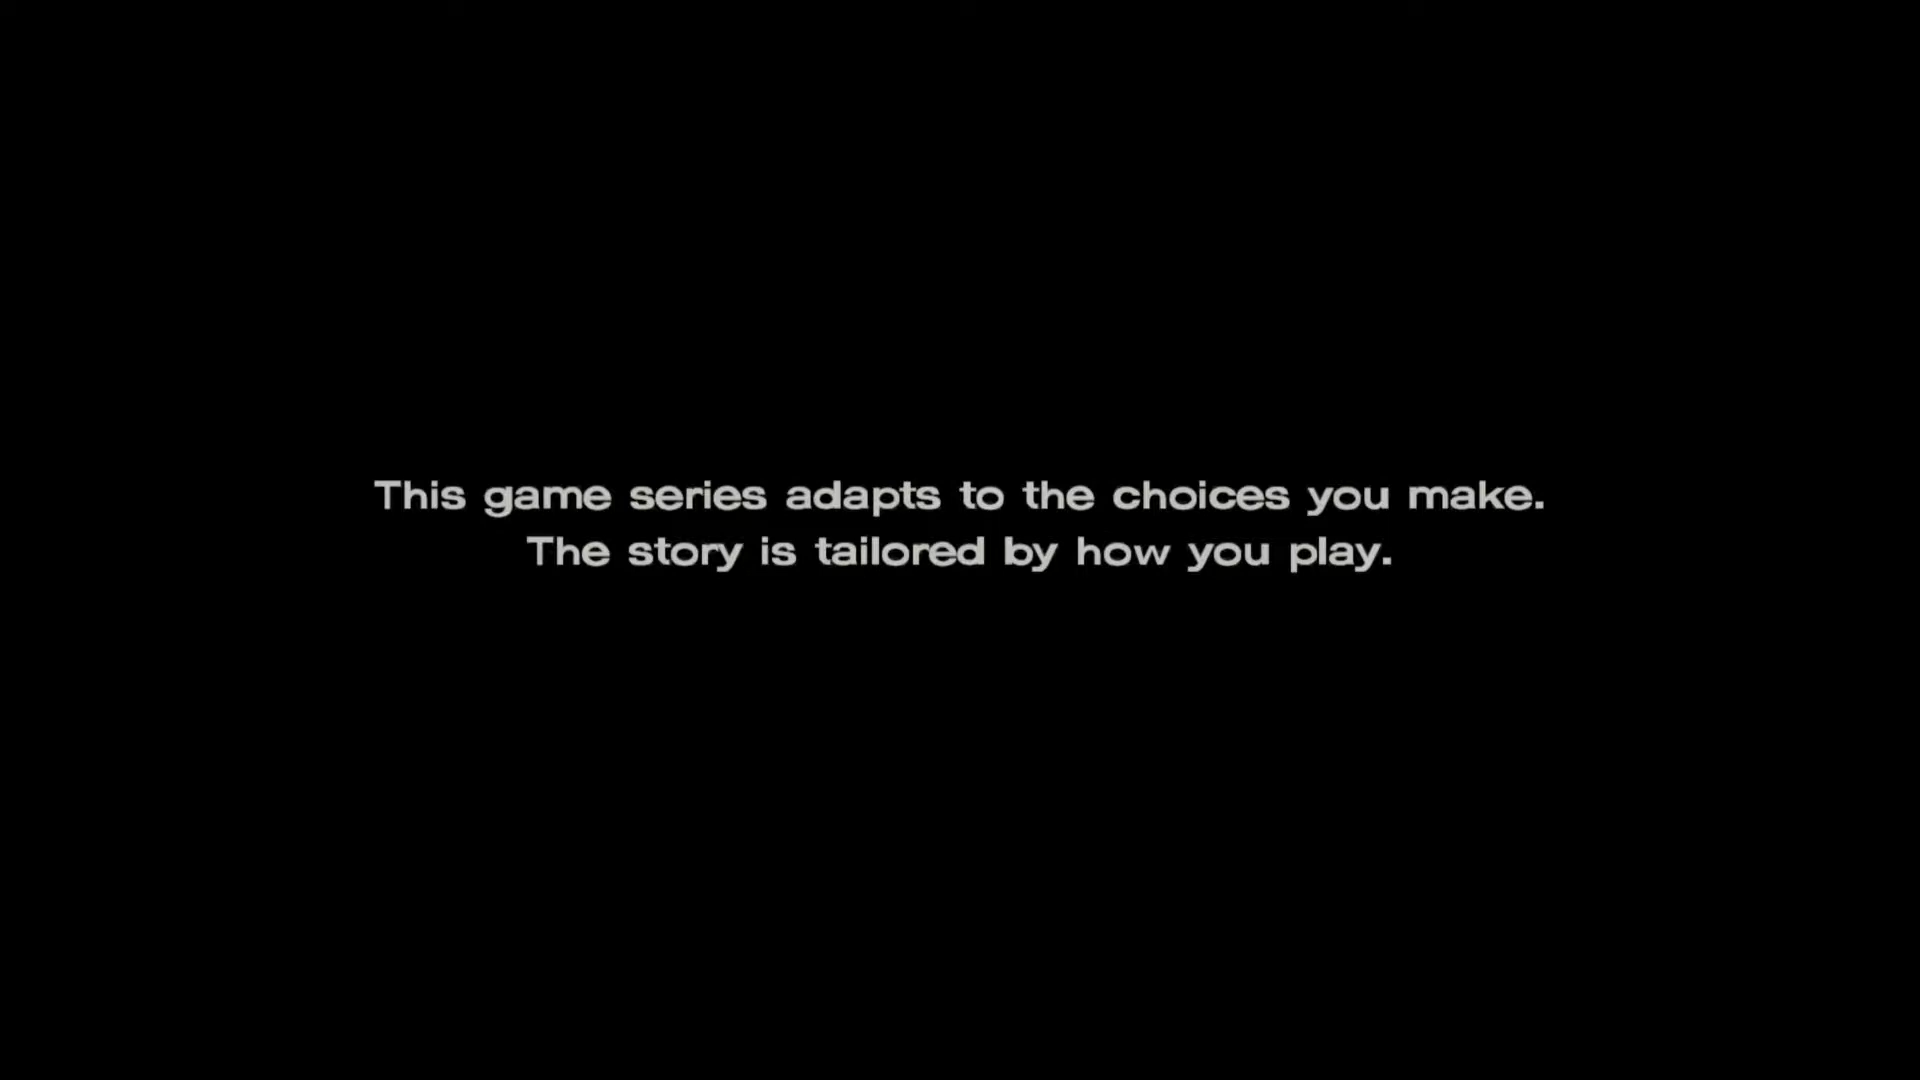 This game series adapts to the choices you make.
The story is tailored by how you play.